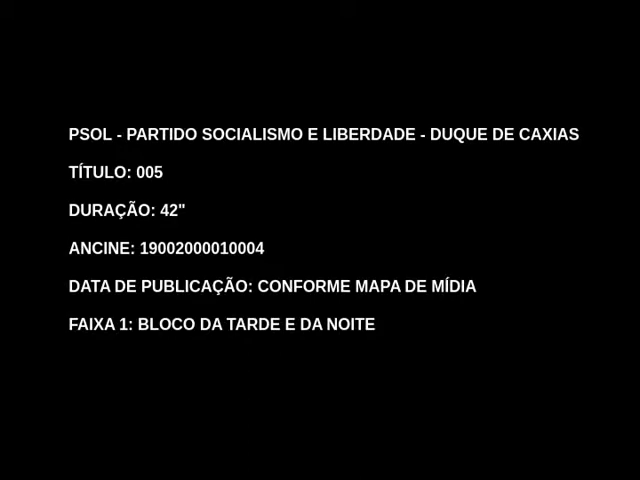 PSOL - PARTIDO SOCIALISMO E LIBERDADE - DUQUE DE CAXIAS
TÍTULO: 005
DURAÇÃO: 42"
ANCINE: 19002000010004
DATA DE PUBLICAÇÃO: CONFORME MAPA DE MÍDIA
FAIXA 1: BLOCO DA TARDE E DA NOITE